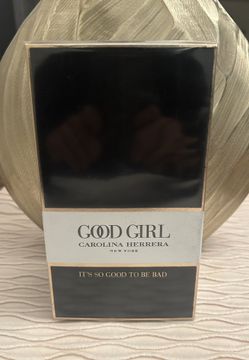 GOOD GIRL
CAROLINA HERRERA
NEW YORK
IT'S SO GOOD TO BE BAD